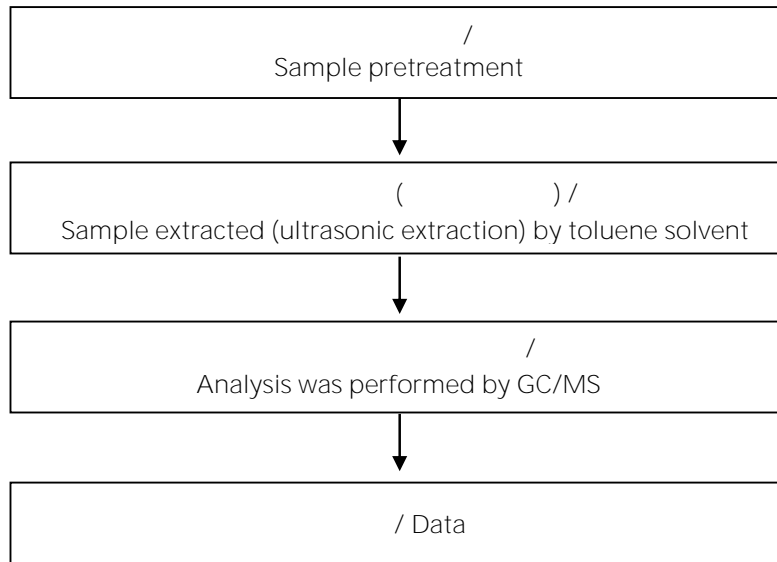 /
Sample pretreatment
( ) /
Sample extracted (ultrasonic extraction) by toluene solvent
/
Analysis was performed by GC/MS
/ Data